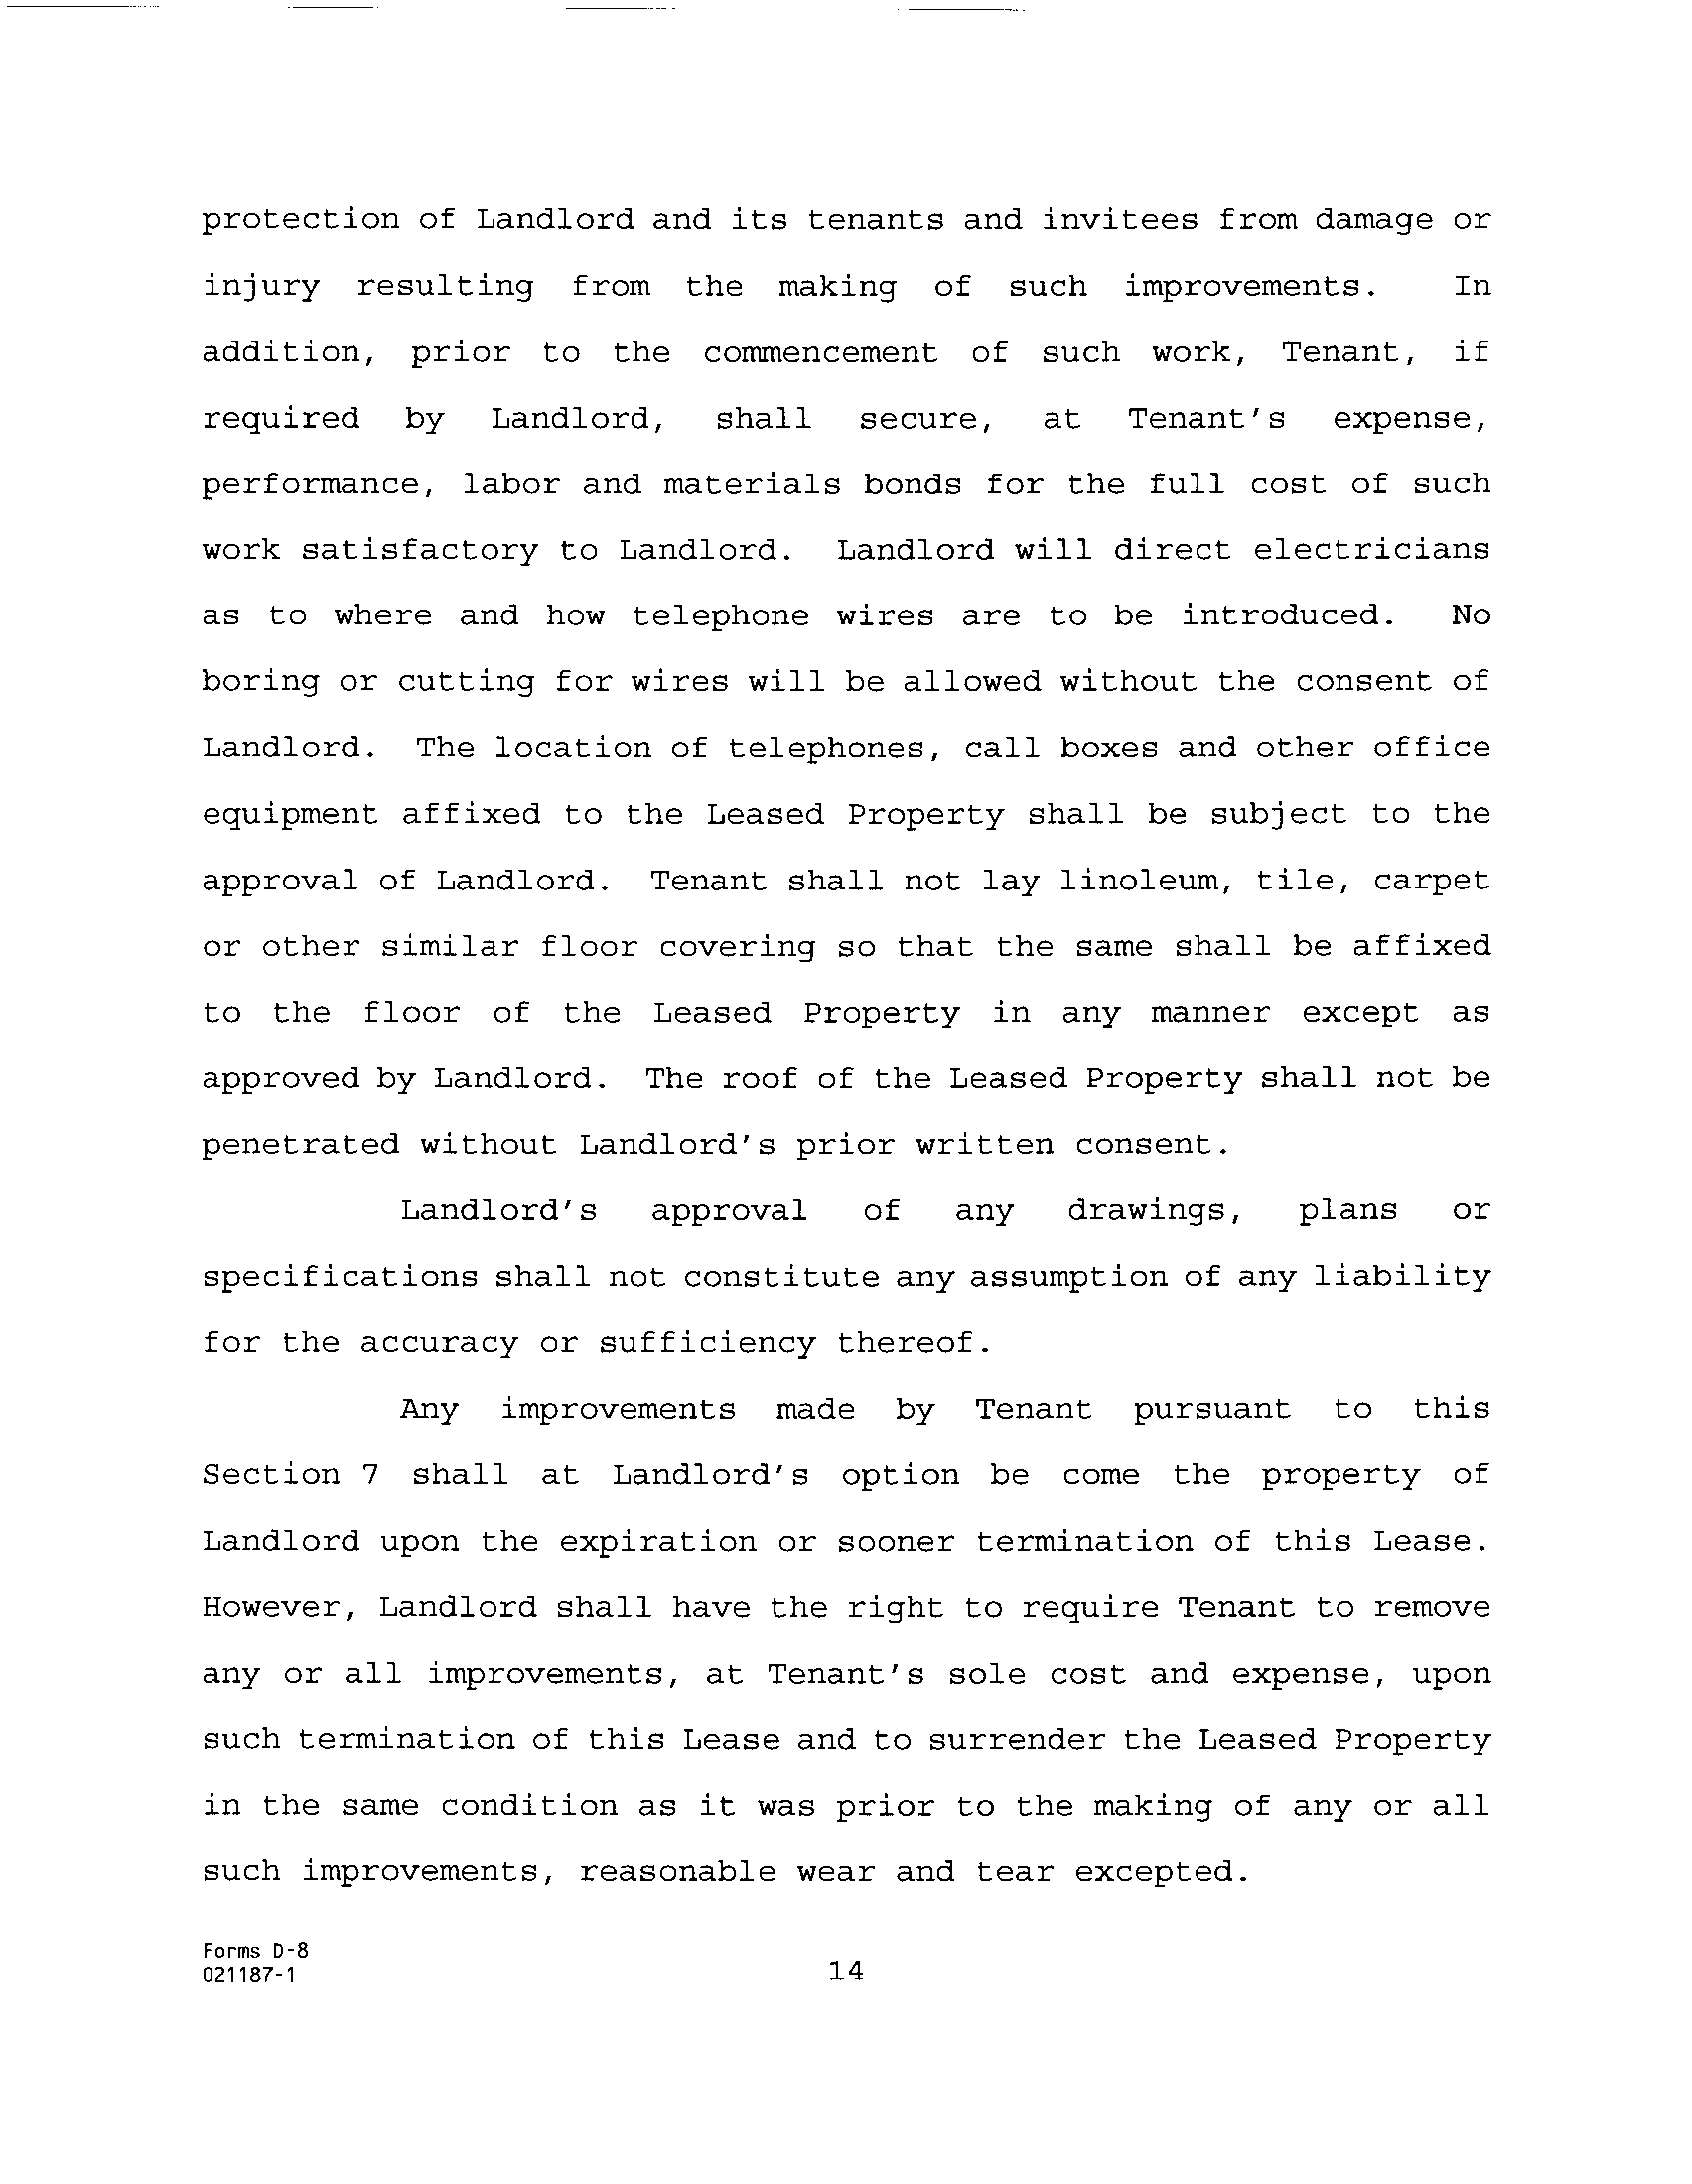 protection of Landlord and its tenants and invitees from damage or
injury resulting from the making of such improvements. In
addition, prior to the commencement of such work, Tenant, if
required by Landlord, shall secure, at Tenant's expense,
performance, labor and materials bonds for the full cost of such
work satisfactory to Landlord. Landlord will direct electricians
as to where and how telephone wires are to be introduced. No
boring or cutting for wires will be allowed without the consent of
Landlord. The location of telephones, call boxes and other office
equipment affixed to the Leased Property shall be subject to the
approval of Landlord. Tenant shall not lay linoleum, tile, carpet
or other similar floor covering so that the same shall be affixed
to the floor of the Leased Property in any manner except as
approved by Landlord. The roof of the Leased Property shall not be
penetrated without Landlord's prior written consent.
Landlord's approval of any drawings, plans or
specifications shall not constitute any assumption of any liability
for the accuracy or sufficiency thereof.
Any improvements made by Tenant pursuant to this
Section 7 shall at Landlord's option be come the property of
Landlord upon the expiration or sooner termination of this Lease.
However, Landlord shall have the right to require Tenant to remove
any or all improvements, at Tenant's sole cost and expense, upon
such termination of this Lease and to surrender the Leased Property
in the same condition as it was prior to the making of any or all
such improvements, reasonable wear and tear excepted.
Forms D-8
021187-1
14